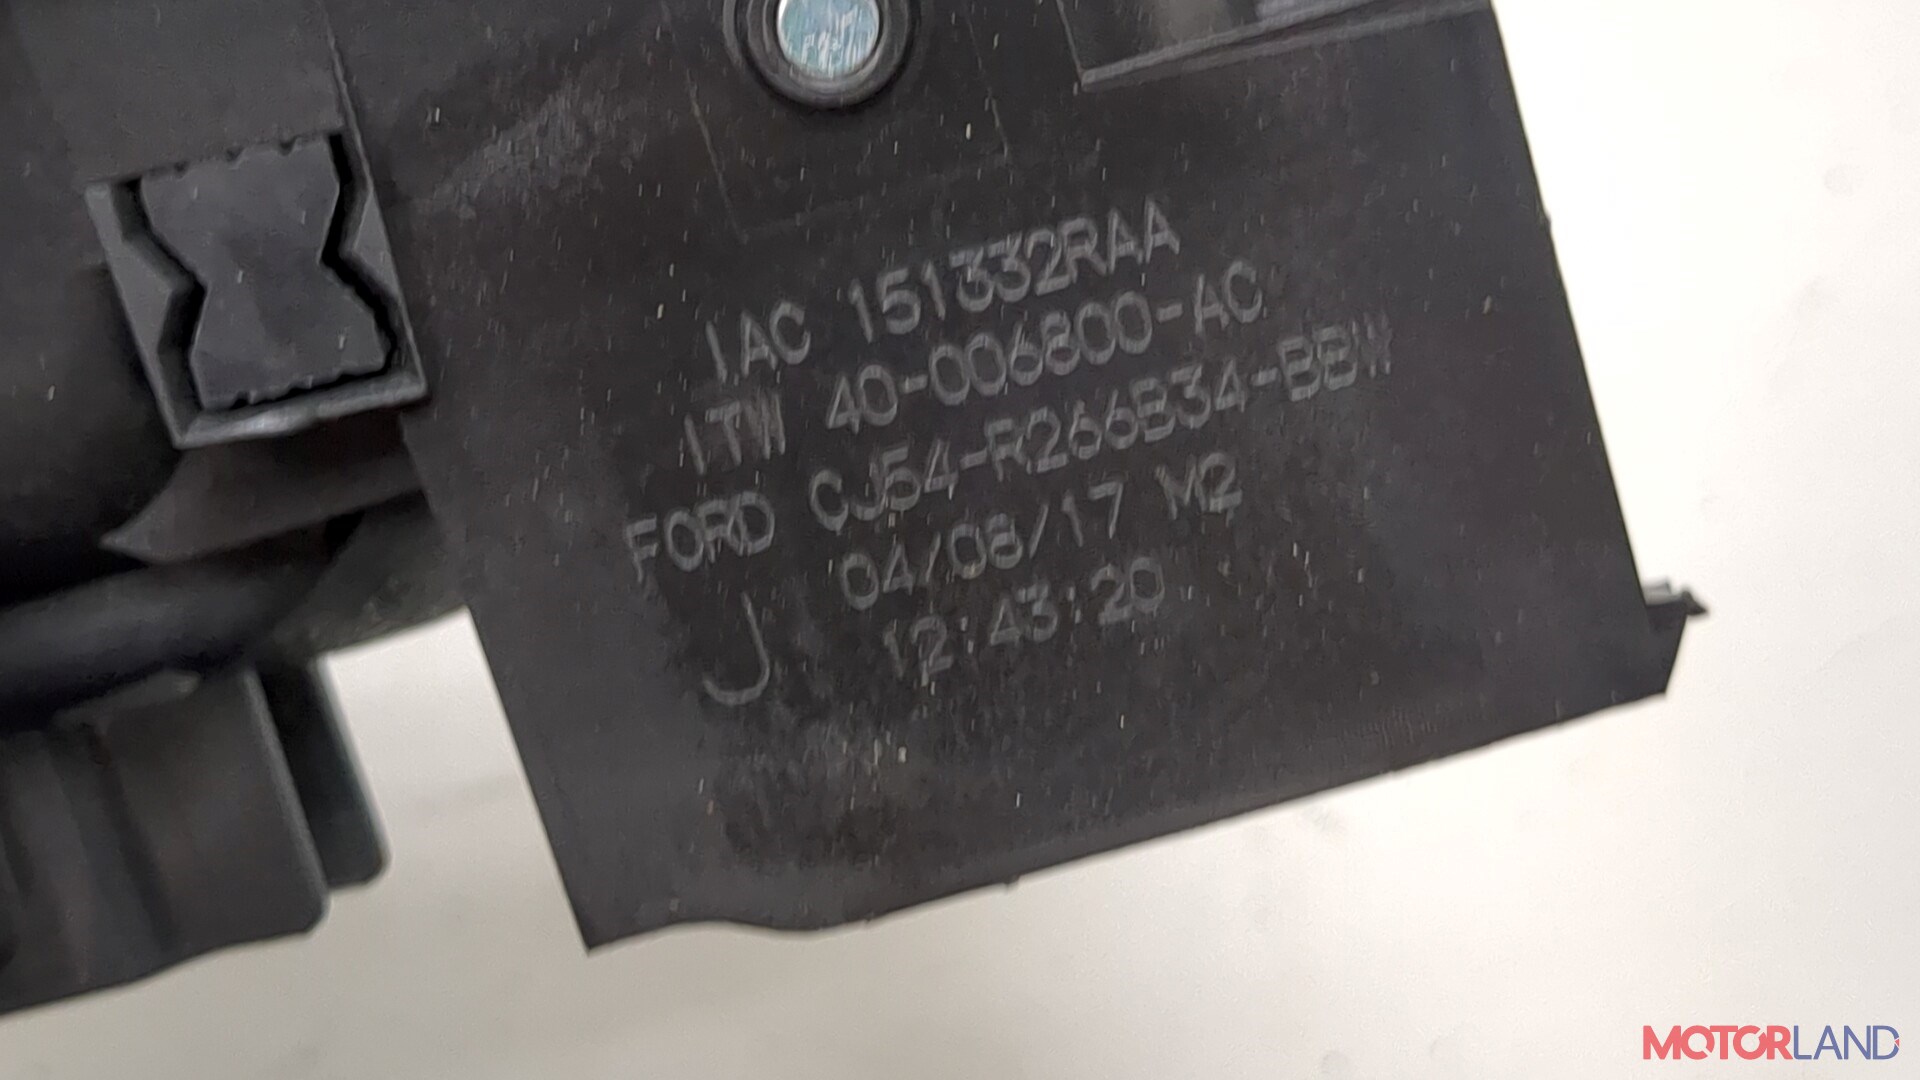 IAC 151332RAA
ITW 40-006800-AC
FORD CJ54-R266B34-BBW
04/08/17 M2
J 12:43:20
MOTORLAND